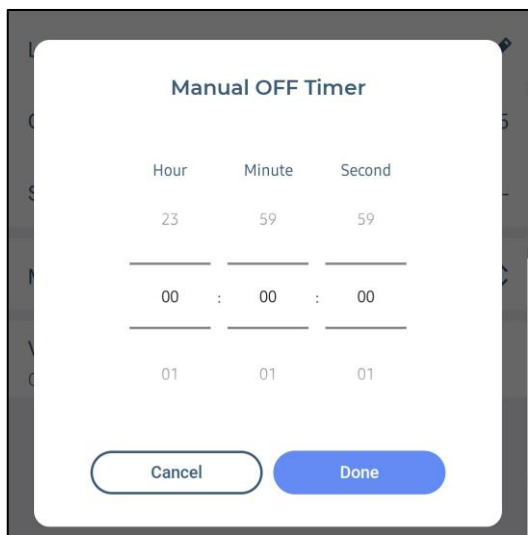 Manual OFF Timer
Hour Minute Second
23 59 59
00 : 00 : 00
01 01 01
Cancel Done